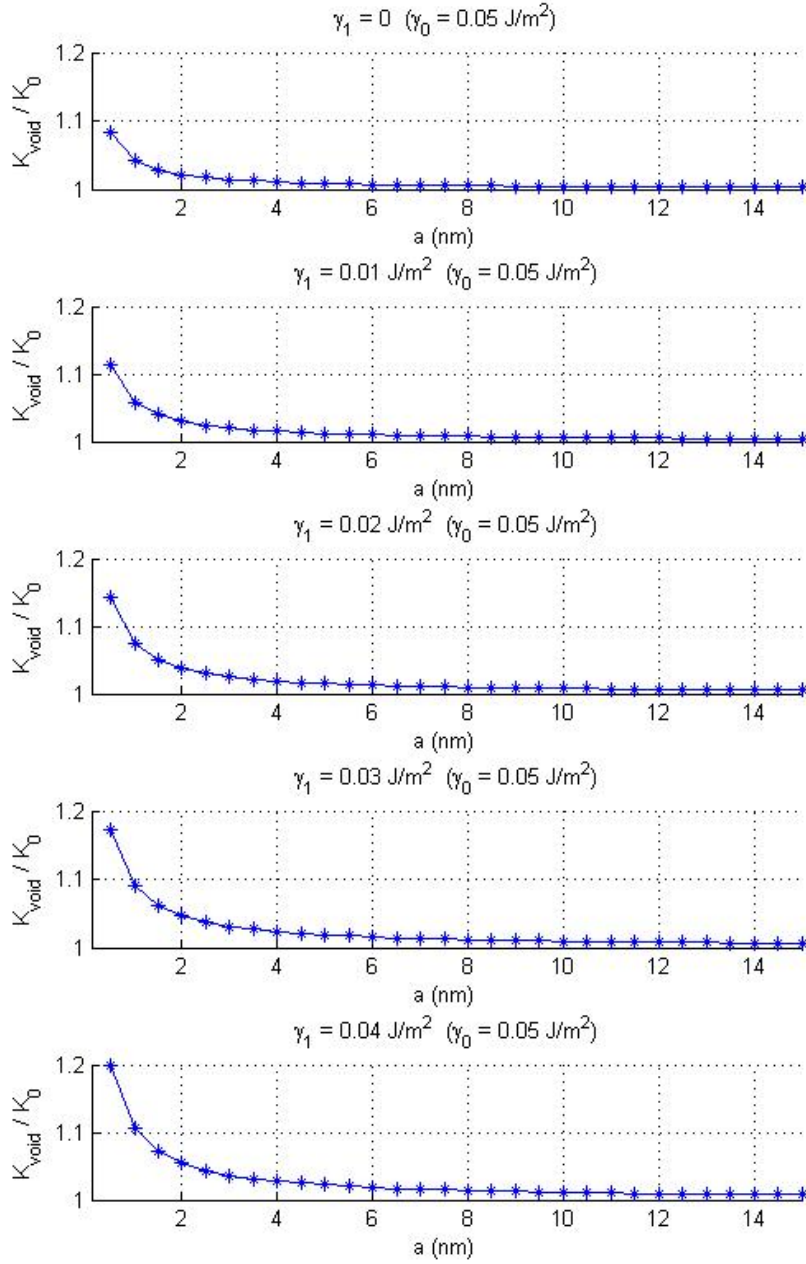 γ₁ = 0 (γ₀ = 0.05 J/m²)
1.2
1.1
1
K_void / K₀
2 4 6 8 10 12 14
a (nm)
γ₁ = 0.01 J/m² (γ₀ = 0.05 J/m²)
1.2
1.1
1
K_void / K₀
2 4 6 8 10 12 14
a (nm)
γ₁ = 0.02 J/m² (γ₀ = 0.05 J/m²)
1.2
1.1
1
K_void / K₀
2 4 6 8 10 12 14
a (nm)
γ₁ = 0.03 J/m² (γ₀ = 0.05 J/m²)
1.2
1.1
1
K_void / K₀
2 4 6 8 10 12 14
a (nm)
γ₁ = 0.04 J/m² (γ₀ = 0.05 J/m²)
1.2
1.1
1
K_void / K₀
2 4 6 8 10 12 14
a (nm)